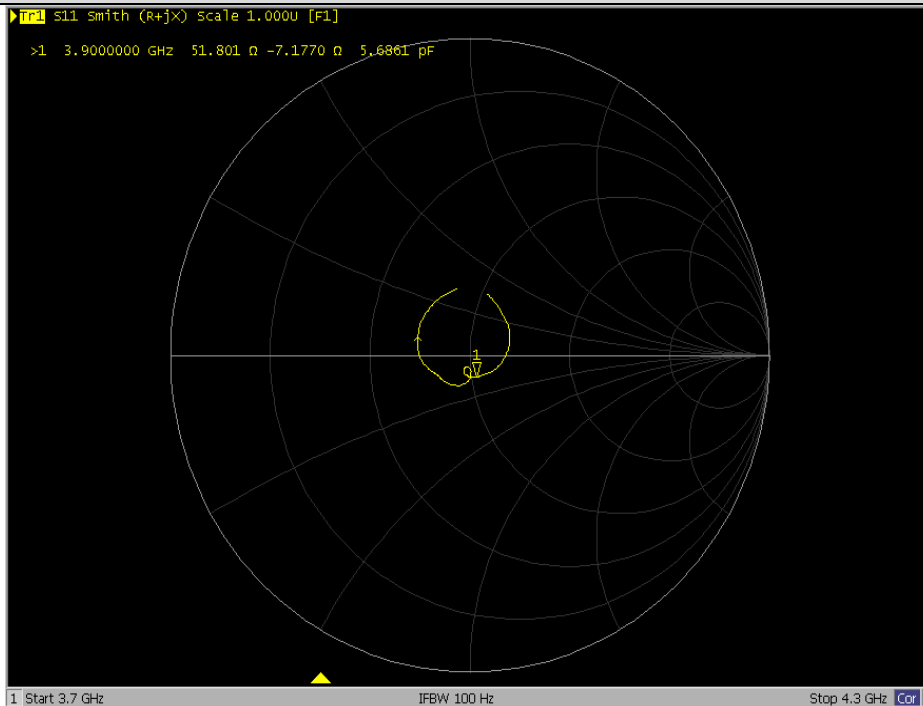 Tr1 S11 Smith (R+jX) Scale 1.000U [F1]
>1 3.9000000 GHz 51.801 Ω -7.1770 Ω 5.6861 pF
1
1 Start 3.7 GHz IFBW 100 Hz Stop 4.3 GHz Cor